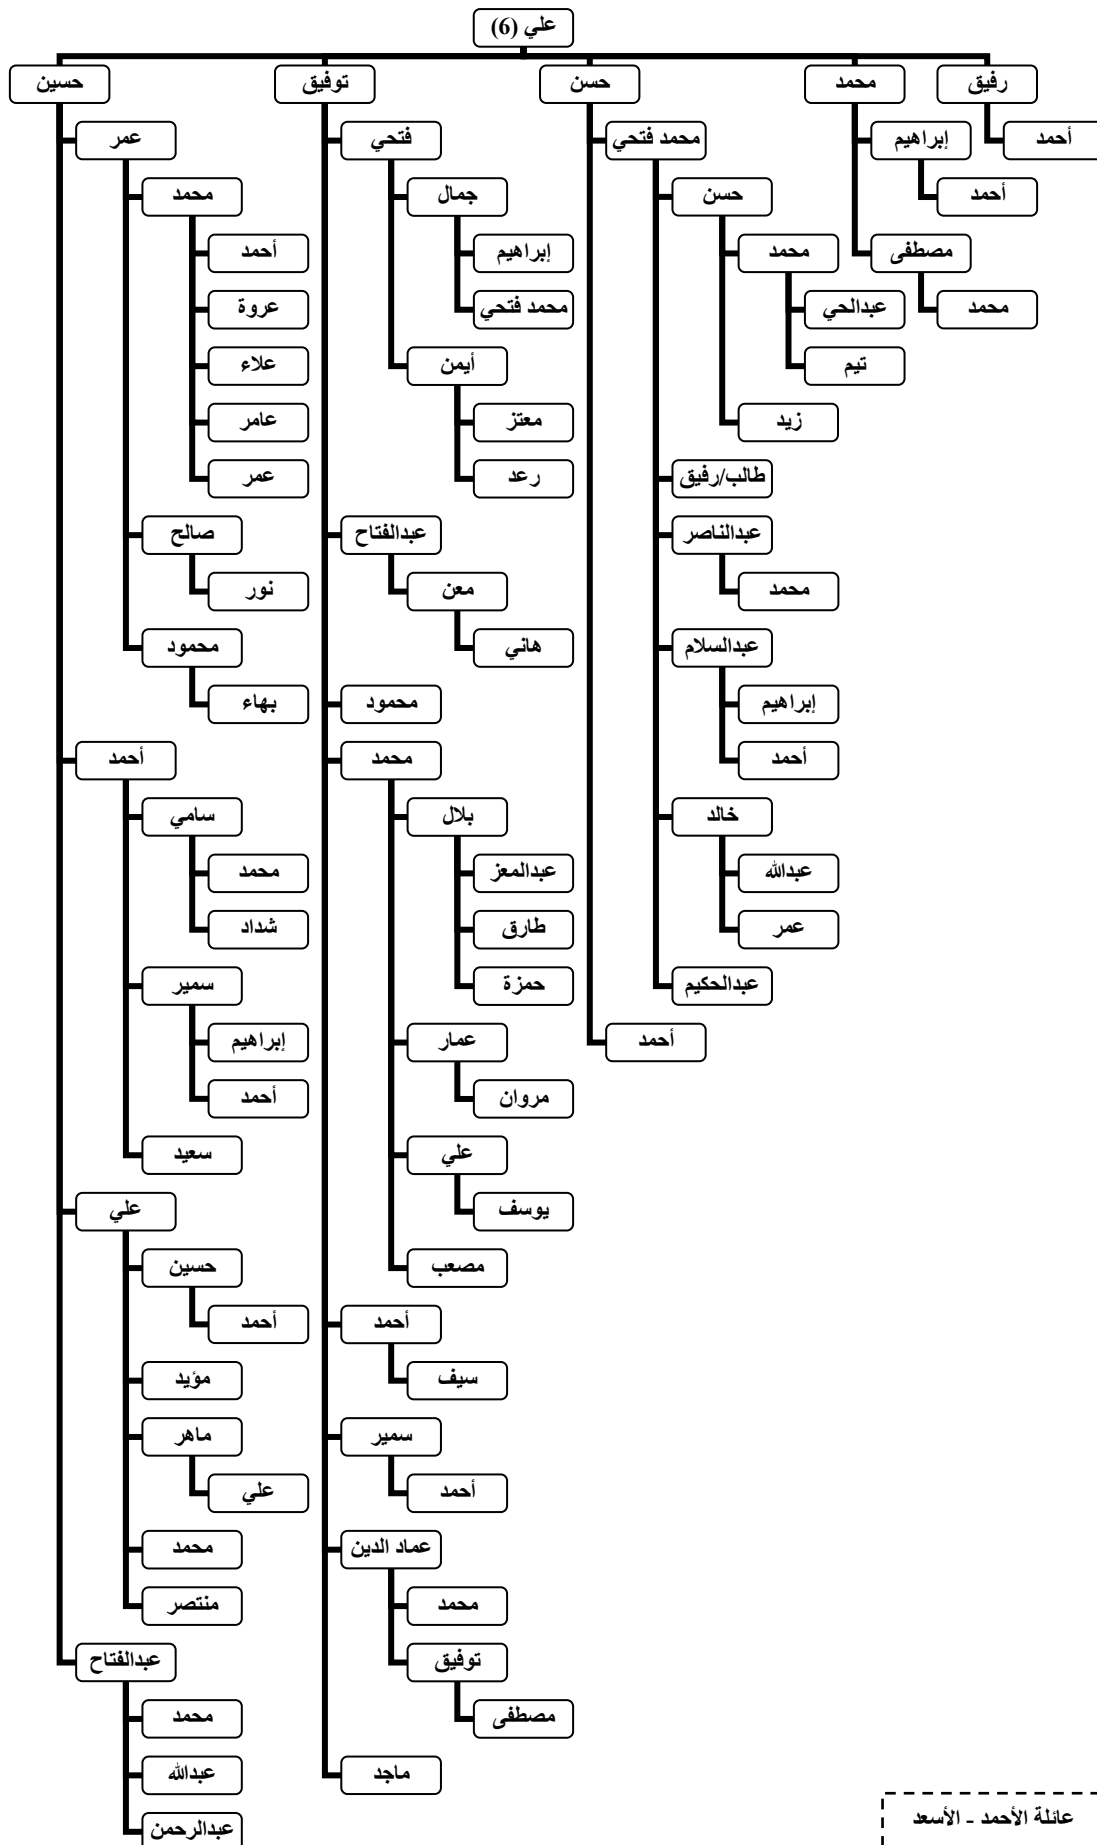 علي (6)
رفيق
أحمد
محمد
إبراهيم
أحمد
مصطفى
محمد
حسن
محمد فتحي
حسن
محمد
عبدالحي
تيم
زيد
طالب/رفيق
عبدالناصر
محمد
عبدالسلام
إبراهيم
أحمد
خالد
عبدالله
عمر
عبدالحكيم
أحمد
توفيق
فتحي
جمال
إبراهيم
محمد فتحي
أيمن
معتز
رعد
عبدالفتاح
معن
هاني
محمود
محمد
بلال
عبدالمعز
طارق
حمزة
عمار
مروان
علي
يوسف
مصعب
أحمد
سيف
سمير
أحمد
عماد الدين
محمد
توفيق
مصطفى
ماجد
حسين
عمر
محمد
أحمد
عروة
علاء
عامر
عمر
صالح
نور
محمود
بهاء
أحمد
سامي
محمد
شداد
سمير
إبراهيم
أحمد
سعيد
علي
حسين
أحمد
مؤيد
ماهر
علي
محمد
منتصر
عبدالفتاح
محمد
عبدالله
عبدالرحمن
عائلة الأحمد - الأسعد